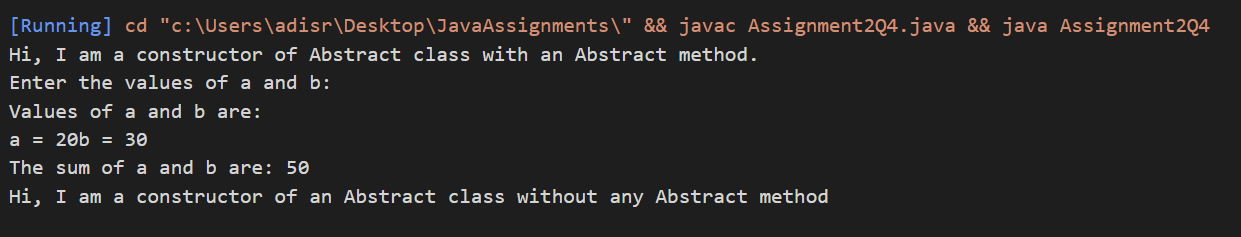 [Running] cd "c:\Users\adisr\Desktop\JavaAssignments\" && javac Assignment2Q4.java && java Assignment2Q4
Hi, I am a constructor of Abstract class with an Abstract method.
Enter the values of a and b:
Values of a and b are:
a = 20b = 30
The sum of a and b are: 50
Hi, I am a constructor of an Abstract class without any Abstract method